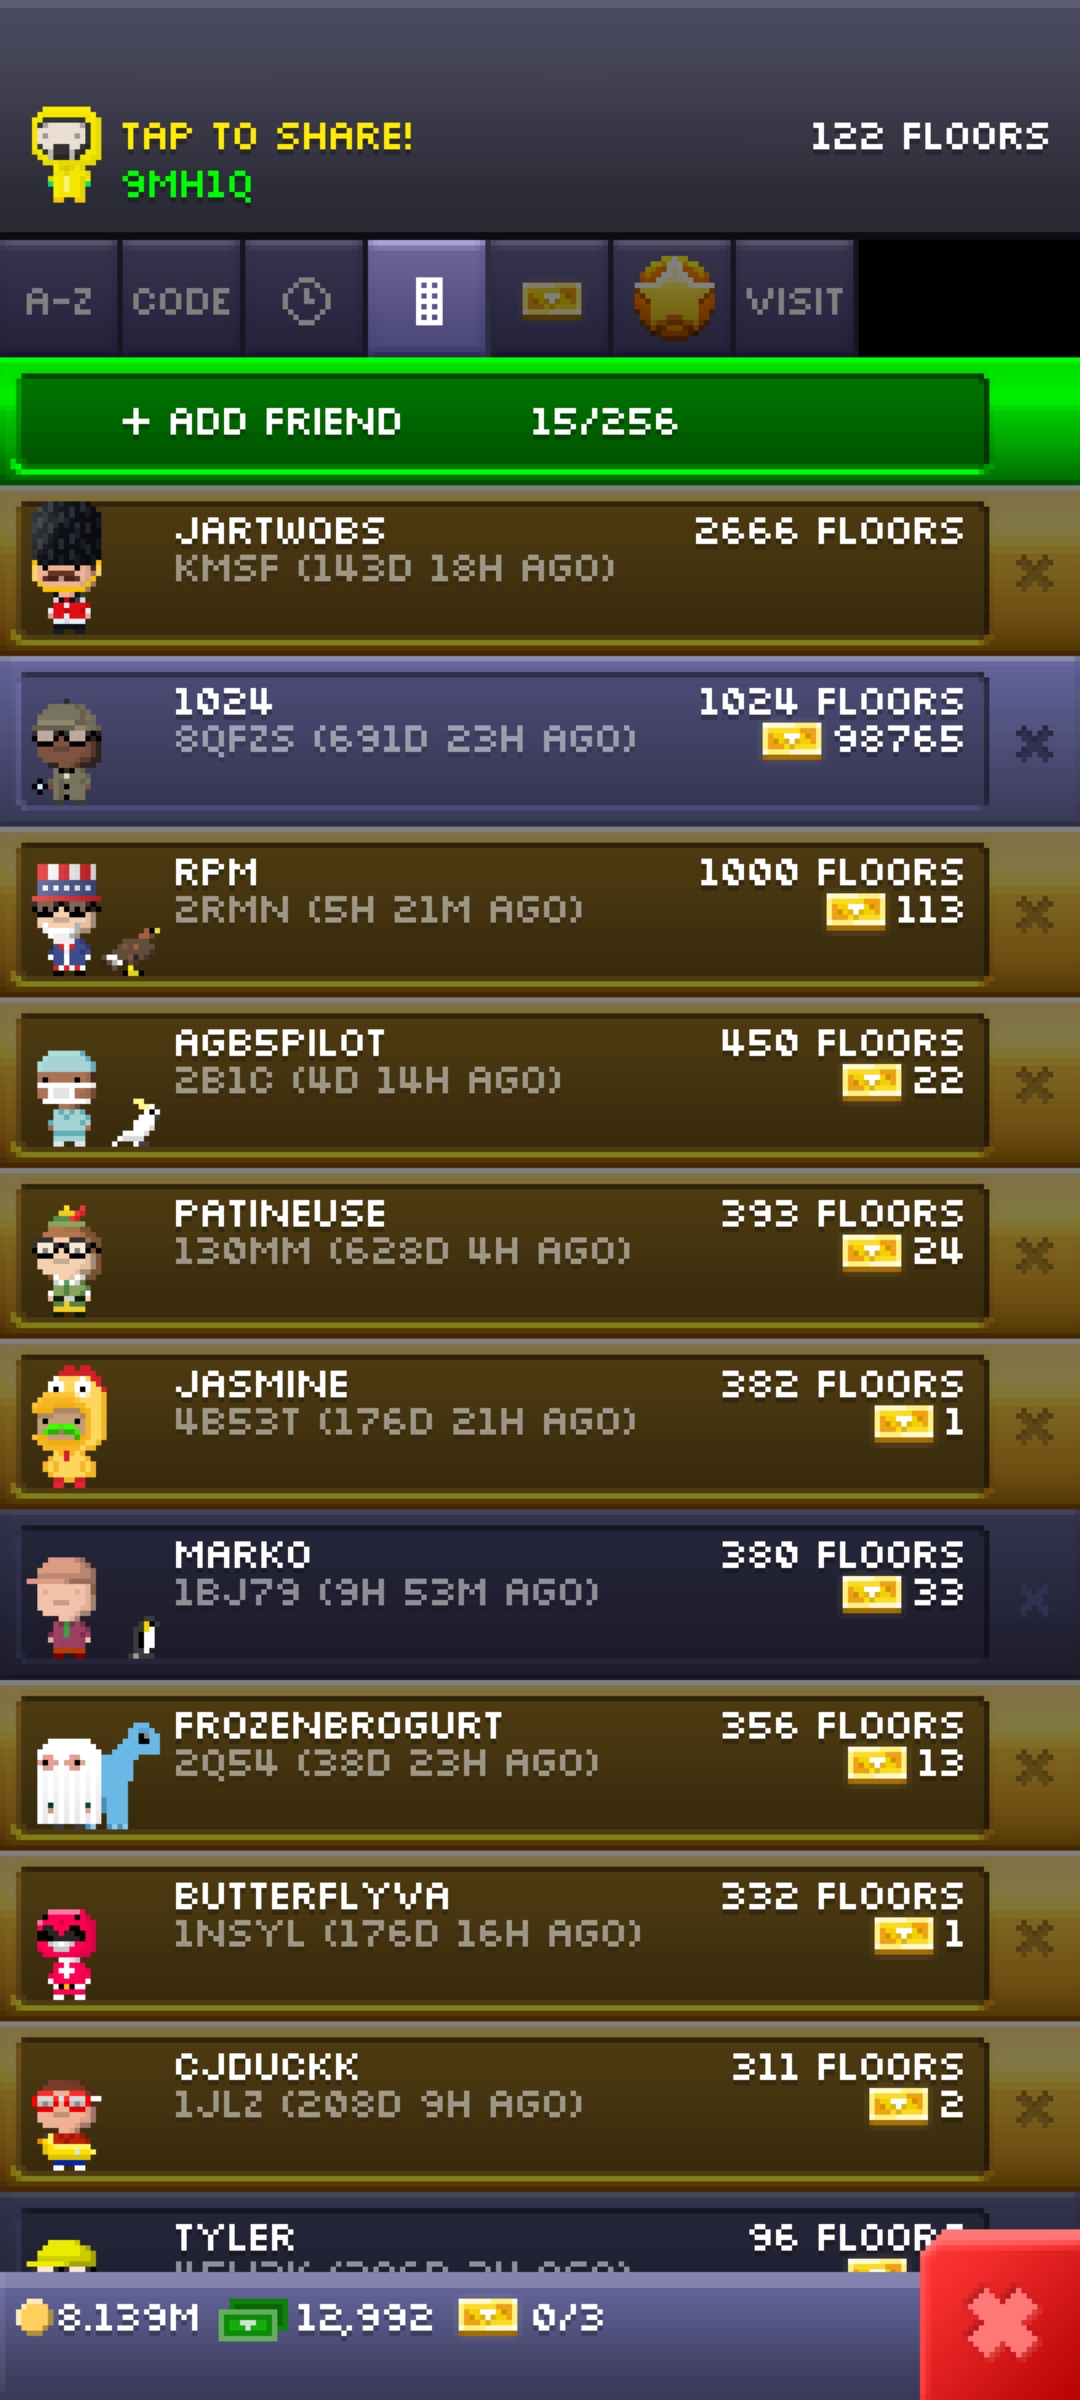 TAP TO SHARE!
122 FLOORS
9MH1Q
A-Z CODE VISIT
+ ADD FRIEND 15/256
JARTWOBS 2666 FLOORS
KMSF (143D 18H AGO)
1024 1024 FLOORS
8QFZS (691D 23H AGO) 98765
RPM 1000 FLOORS
2RMN (5H 21M AGO) 113
AGB5PILOT 450 FLOORS
2B1C (4D 14H AGO) 22
PATINEUSE 393 FLOORS
130MM (628D 4H AGO) 24
JASMINE 382 FLOORS
4B53T (176D 21H AGO) 1
MARKO 380 FLOORS
1BJ79 (9H 53M AGO) 33
FROZENBROGURT 356 FLOORS
2Q54 (38D 23H AGO) 13
BUTTERFLYVA 332 FLOORS
1NSYL (176D 16H AGO) 1
CJDUCKK 311 FLOORS
1JLZ (208D 9H AGO) 2
TYLER 96 FLOORS
8.139M 12,992 0/3